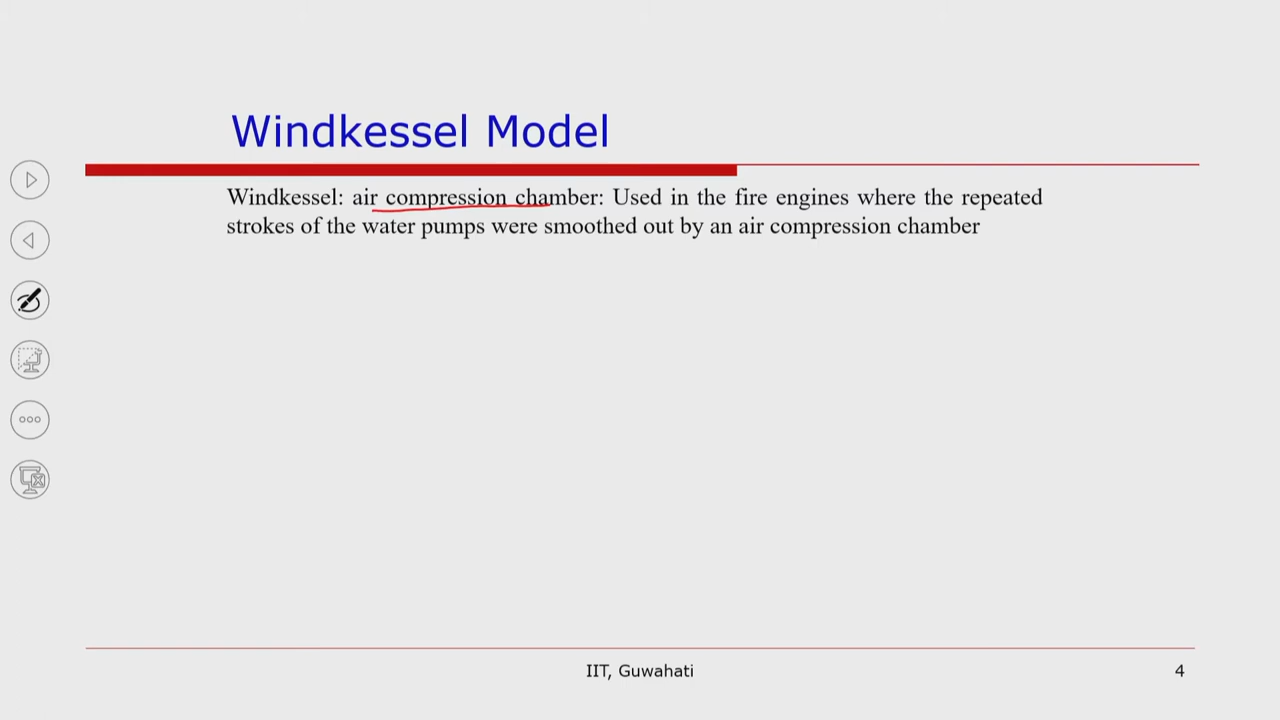 Windkessel Model
Windkessel: air compression chamber: Used in the fire engines where the repeated
strokes of the water pumps were smoothed out by an air compression chamber
IIT, Guwahati
4